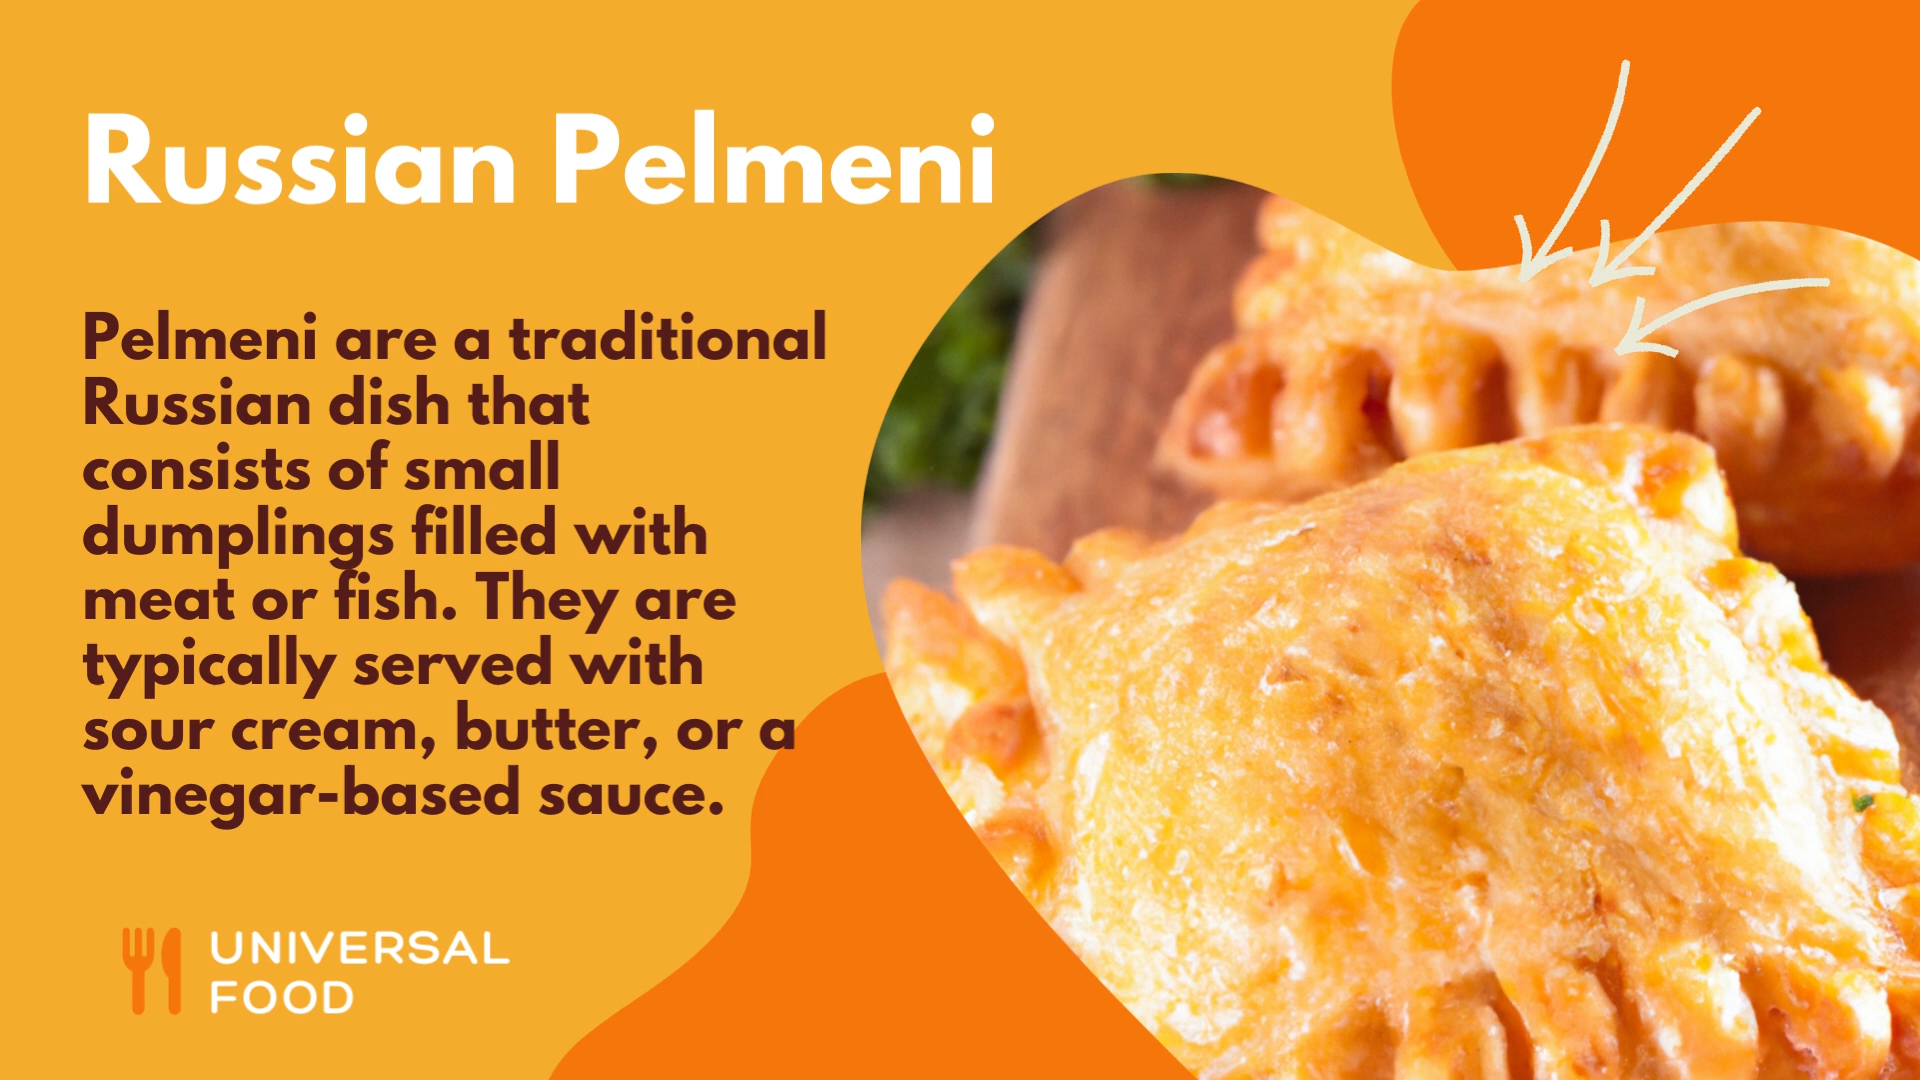 Russian Pelmeni
Pelmeni are a traditional
Russian dish that
consists of small
dumplings filled with
meat or fish. They are
typically served with
sour cream, butter, or a
vinegar-based sauce.
UNIVERSAL
FOOD